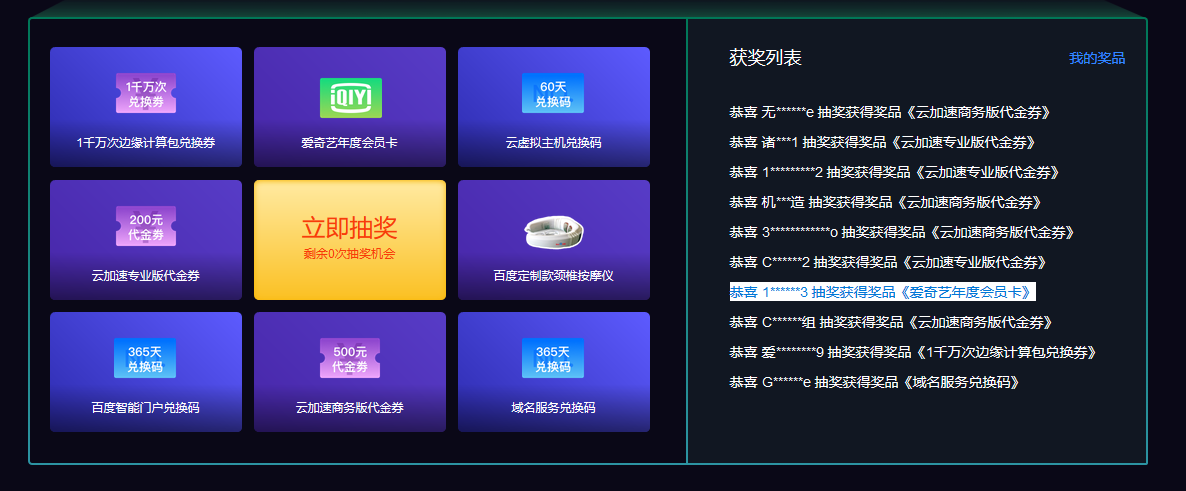 1千万次
兑换券
1千万次边缘计算包兑换券
iQIYI
爱奇艺年度会员卡
60天
兑换码
云虚拟主机兑换码
200元
代金券
云加速专业版代金券
立即抽奖
剩余0次抽奖机会
百度定制款颈椎按摩仪
365天
兑换码
百度智能门户兑换码
500元
代金券
云加速商务版代金券
365天
兑换码
域名服务兑换码
获奖列表 我的奖品
恭喜 无******e 抽奖获得奖品《云加速商务版代金券》
恭喜 诸***1 抽奖获得奖品《云加速专业版代金券》
恭喜 1*********2 抽奖获得奖品《云加速专业版代金券》
恭喜 机***造 抽奖获得奖品《云加速商务版代金券》
恭喜 3************o 抽奖获得奖品《云加速商务版代金券》
恭喜 C******2 抽奖获得奖品《云加速专业版代金券》
恭喜 1******3 抽奖获得奖品《爱奇艺年度会员卡》
恭喜 C******组 抽奖获得奖品《云加速商务版代金券》
恭喜 爱********9 抽奖获得奖品《1千万次边缘计算包兑换券》
恭喜 G******e 抽奖获得奖品《域名服务兑换码》